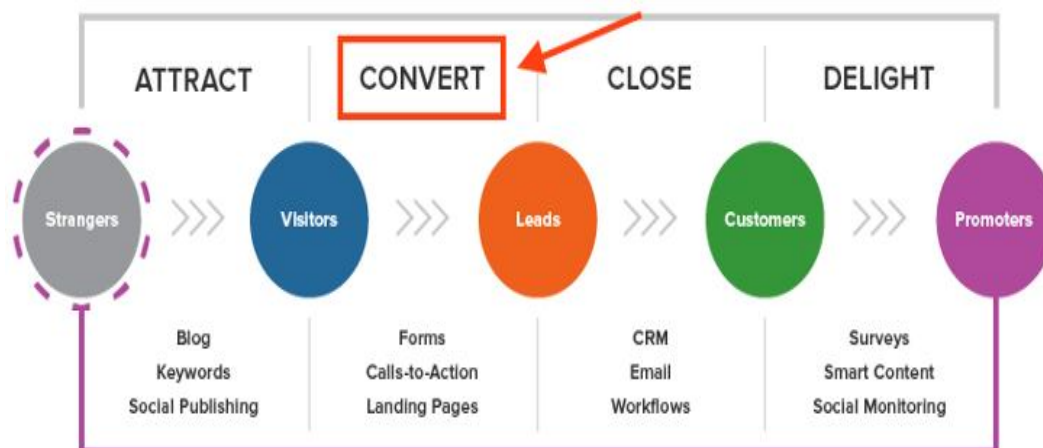 ATTRACT
CONVERT
CLOSE
DELIGHT
Strangers
Visitors
Leads
Customers
Promoters
Blog
Keywords
Social Publishing
Forms
Calls-to-Action
Landing Pages
CRM
Email
Workflows
Surveys
Smart Content
Social Monitoring